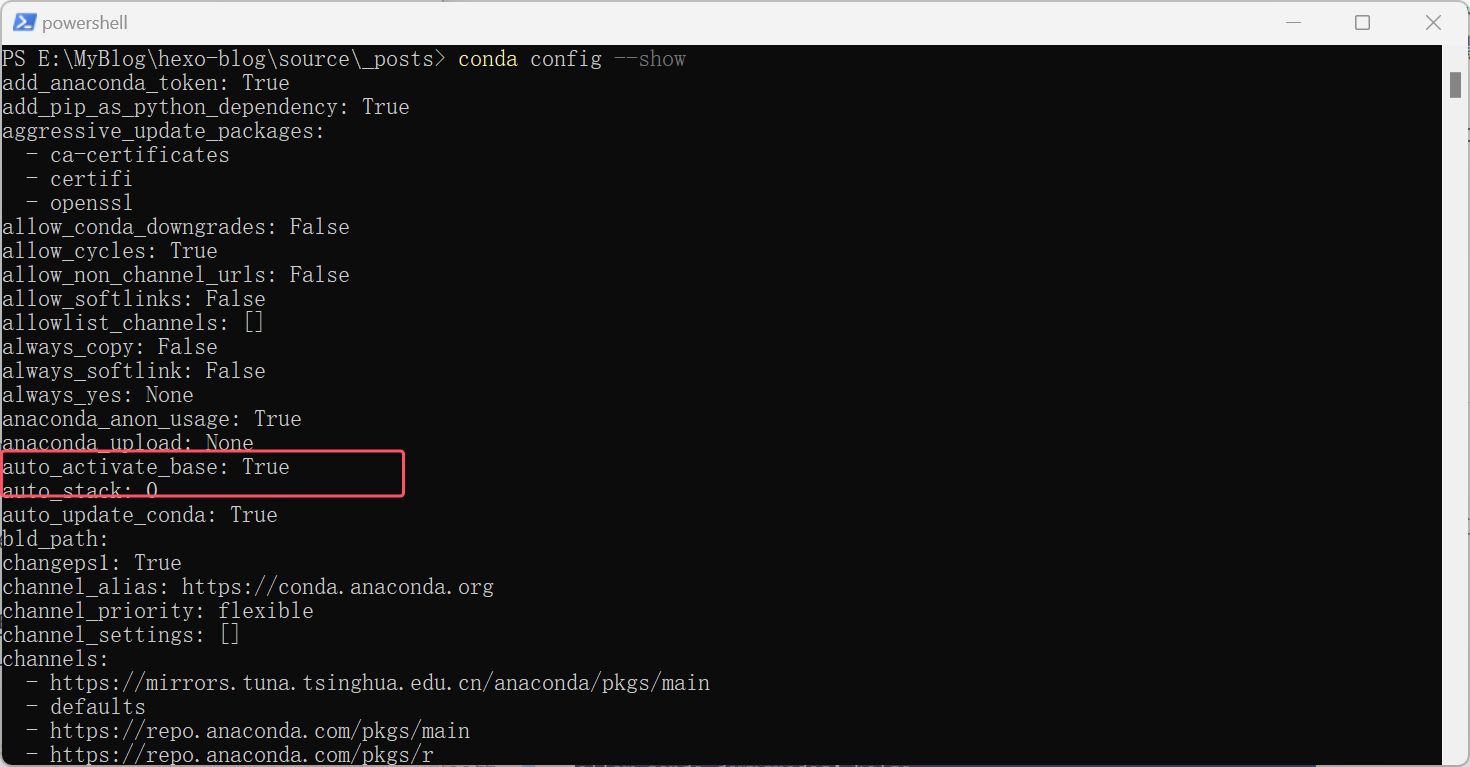 powershell
PS E:\MyBlog\hexo-blog\source\_posts> conda config --show
add_anaconda_token: True
add_pip_as_python_dependency: True
aggressive_update_packages:
  - ca-certificates
  - certifi
  - openssl
allow_conda_downgrades: False
allow_cycles: True
allow_non_channel_urls: False
allow_softlinks: False
allowlist_channels: []
always_copy: False
always_softlink: False
always_yes: None
anaconda_anon_usage: True
anaconda_upload: None
auto_activate_base: True
auto_stack: 0
auto_update_conda: True
bld_path:
changeps1: True
channel_alias: https://conda.anaconda.org
channel_priority: flexible
channel_settings: []
channels:
  - https://mirrors.tuna.tsinghua.edu.cn/anaconda/pkgs/main
  - defaults
  - https://repo.anaconda.com/pkgs/main
  - https://repo.anaconda.com/pkgs/r